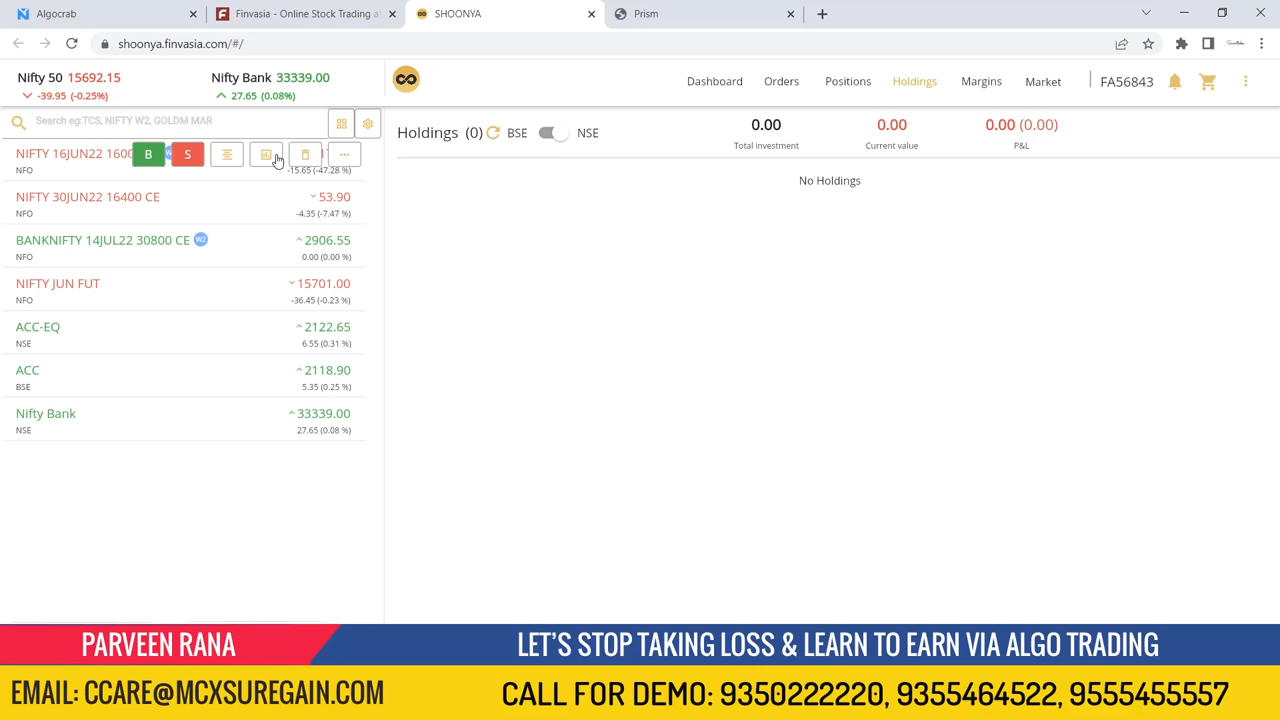 Algocrab
Finvasia - Online Stock Trading a
SHOONYA
Prism
shoonya.finvasia.com/#/
Nifty 50 15692.15
-39.95 (-0.25%)
Nifty Bank 33339.00
27.65 (0.08%)
Dashboard Orders Positions Holdings Margins Market FA56843
Search eg:TCS, NIFTY W2, GOLDM MAR
Holdings (0) BSE NSE
0.00
Total investment
0.00
Current value
0.00 (0.00)
P&L
No Holdings
NIFTY 16JUN22 1600
B S
NFO -15.65 (-47.28 %)
NIFTY 30JUN22 16400 CE 53.90
NFO -4.35 (-7.47 %)
BANKNIFTY 14JUL22 30800 CE W2 2906.55
NFO 0.00 (0.00 %)
NIFTY JUN FUT 15701.00
NFO -36.45 (-0.23 %)
ACC-EQ 2122.65
NSE 6.55 (0.31 %)
ACC 2118.90
BSE 5.35 (0.25 %)
Nifty Bank 33339.00
NSE 27.65 (0.08 %)
PARVEEN RANA
LET'S STOP TAKING LOSS & LEARN TO EARN VIA ALGO TRADING
EMAIL: CCARE@MCXSUREGAIN.COM
CALL FOR DEMO: 9350222220, 9355464522, 9555455557